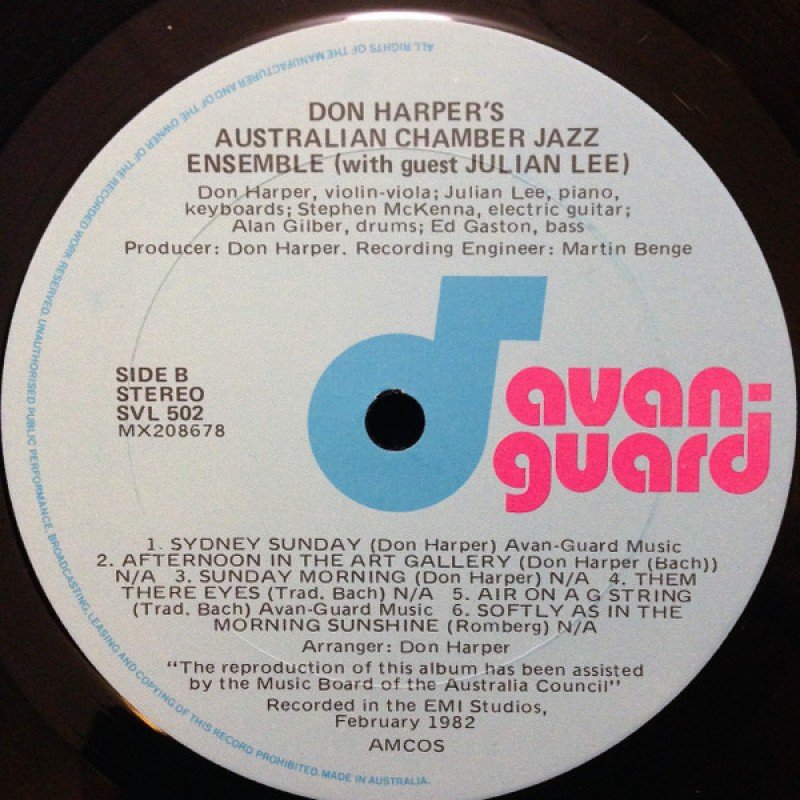 DON HARPER'S
AUSTRALIAN CHAMBER JAZZ
ENSEMBLE (with guest JULIAN LEE)
Don Harper, violin-viola; Julian Lee, piano,
keyboards; Stephen McKenna, electric guitar;
Alan Gilber, drums; Ed Gaston, bass
Producer: Don Harper. Recording Engineer: Martin Benge
SIDE B
STEREO
SVL 502
MX208678
avan-
guard
1. SYDNEY SUNDAY (Don Harper) Avan-Guard Music
2. AFTERNOON IN THE ART GALLERY (Don Harper (Bach))
N/A 3. SUNDAY MORNING (Don Harper) N/A 4. THEM
THERE EYES (Trad. Bach) N/A 5. AIR ON A G STRING
(Trad. Bach) Avan-Guard Music 6. SOFTLY AS IN THE
MORNING SUNSHINE (Romberg) N/A
Arranger: Don Harper
"The reproduction of this album has been assisted
by the Music Board of the Australia Council"
Recorded in the EMI Studios,
February 1982
AMCOS
ALL RIGHTS OF THE MANUFACTURER AND OF THE OWNER OF THE RECORDED WORK RESERVED. UNAUTHORISED PUBLIC PERFORMANCE, BROADCASTING, LEASING AND COPYING OF THIS RECORD PROHIBITED. MADE IN AUSTRALIA.